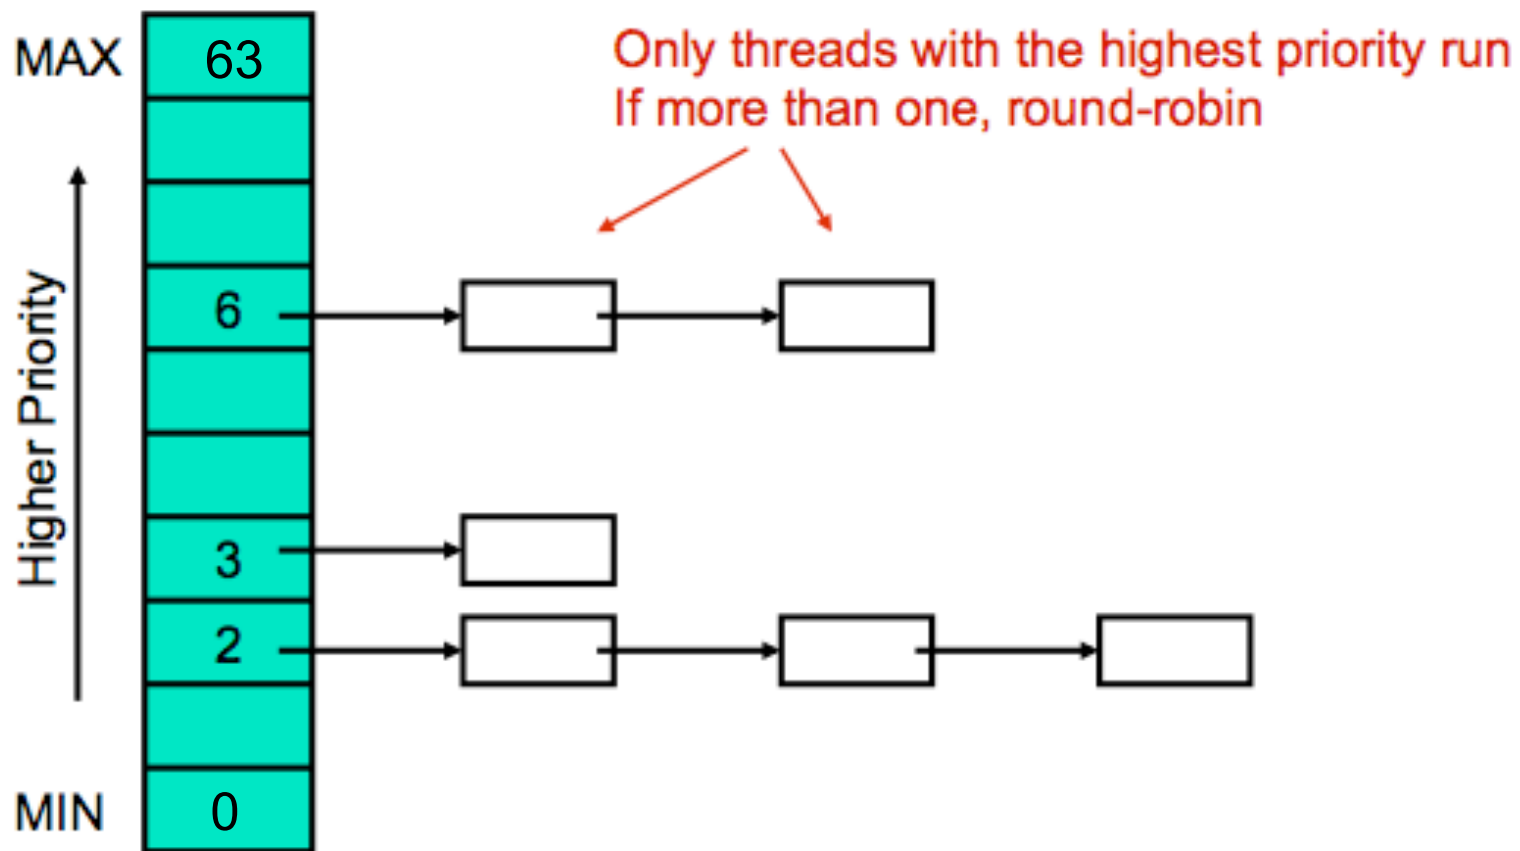 MAX
63
Only threads with the highest priority run
If more than one, round-robin
Higher Priority
6
3
2
MIN
0